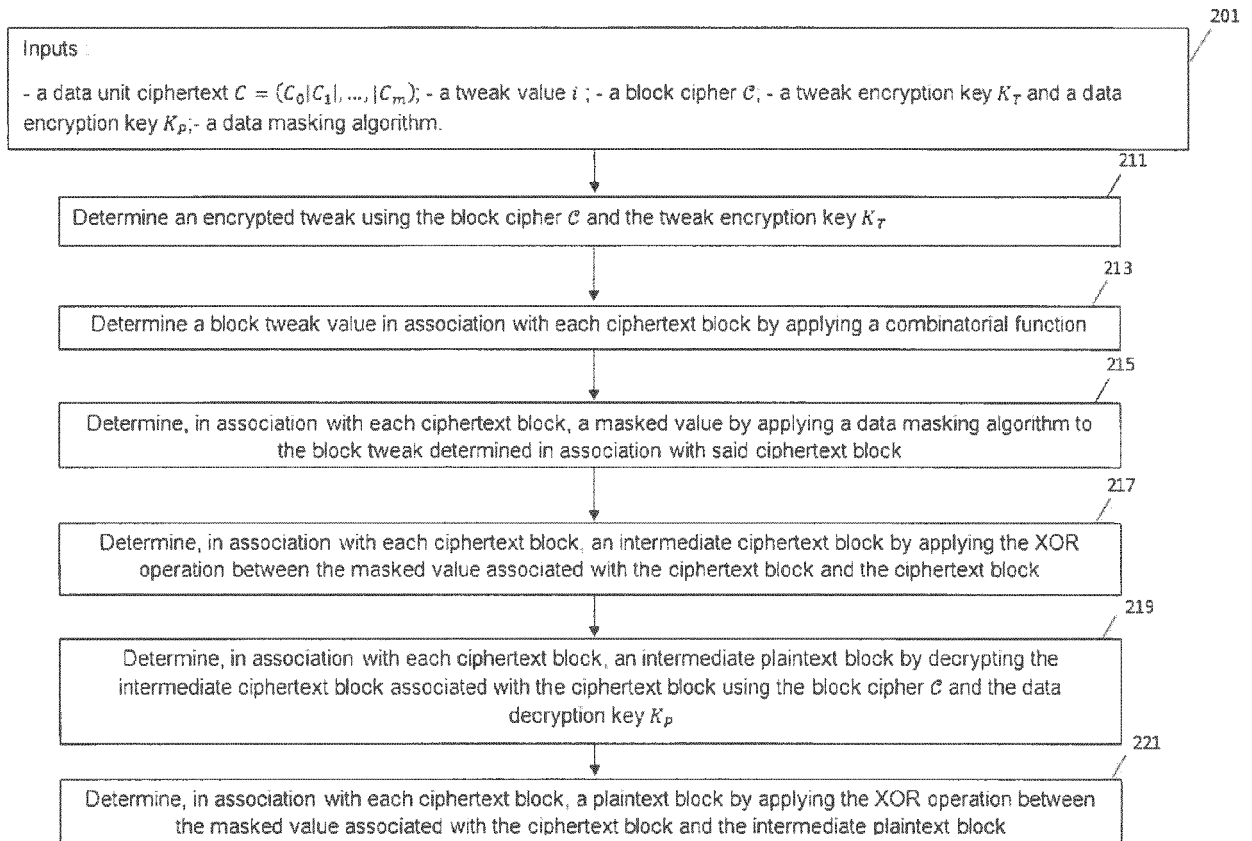 201
Inputs :
- a data unit ciphertext C = (C₀|C₁|, ..., |Cₘ); - a tweak value i ; - a block cipher 𝒞; - a tweak encryption key K_T and a data
encryption key K_P;- a data masking algorithm.
211
Determine an encrypted tweak using the block cipher 𝒞 and the tweak encryption key K_T
213
Determine a block tweak value in association with each ciphertext block by applying a combinatorial function
215
Determine, in association with each ciphertext block, a masked value by applying a data masking algorithm to
the block tweak determined in association with said ciphertext block
217
Determine, in association with each ciphertext block, an intermediate ciphertext block by applying the XOR
operation between the masked value associated with the ciphertext block and the ciphertext block
219
Determine, in association with each ciphertext block, an intermediate plaintext block by decrypting the
intermediate ciphertext block associated with the ciphertext block using the block cipher 𝒞 and the data
decryption key K_P
221
Determine, in association with each ciphertext block, a plaintext block by applying the XOR operation between
the masked value associated with the ciphertext block and the intermediate plaintext block